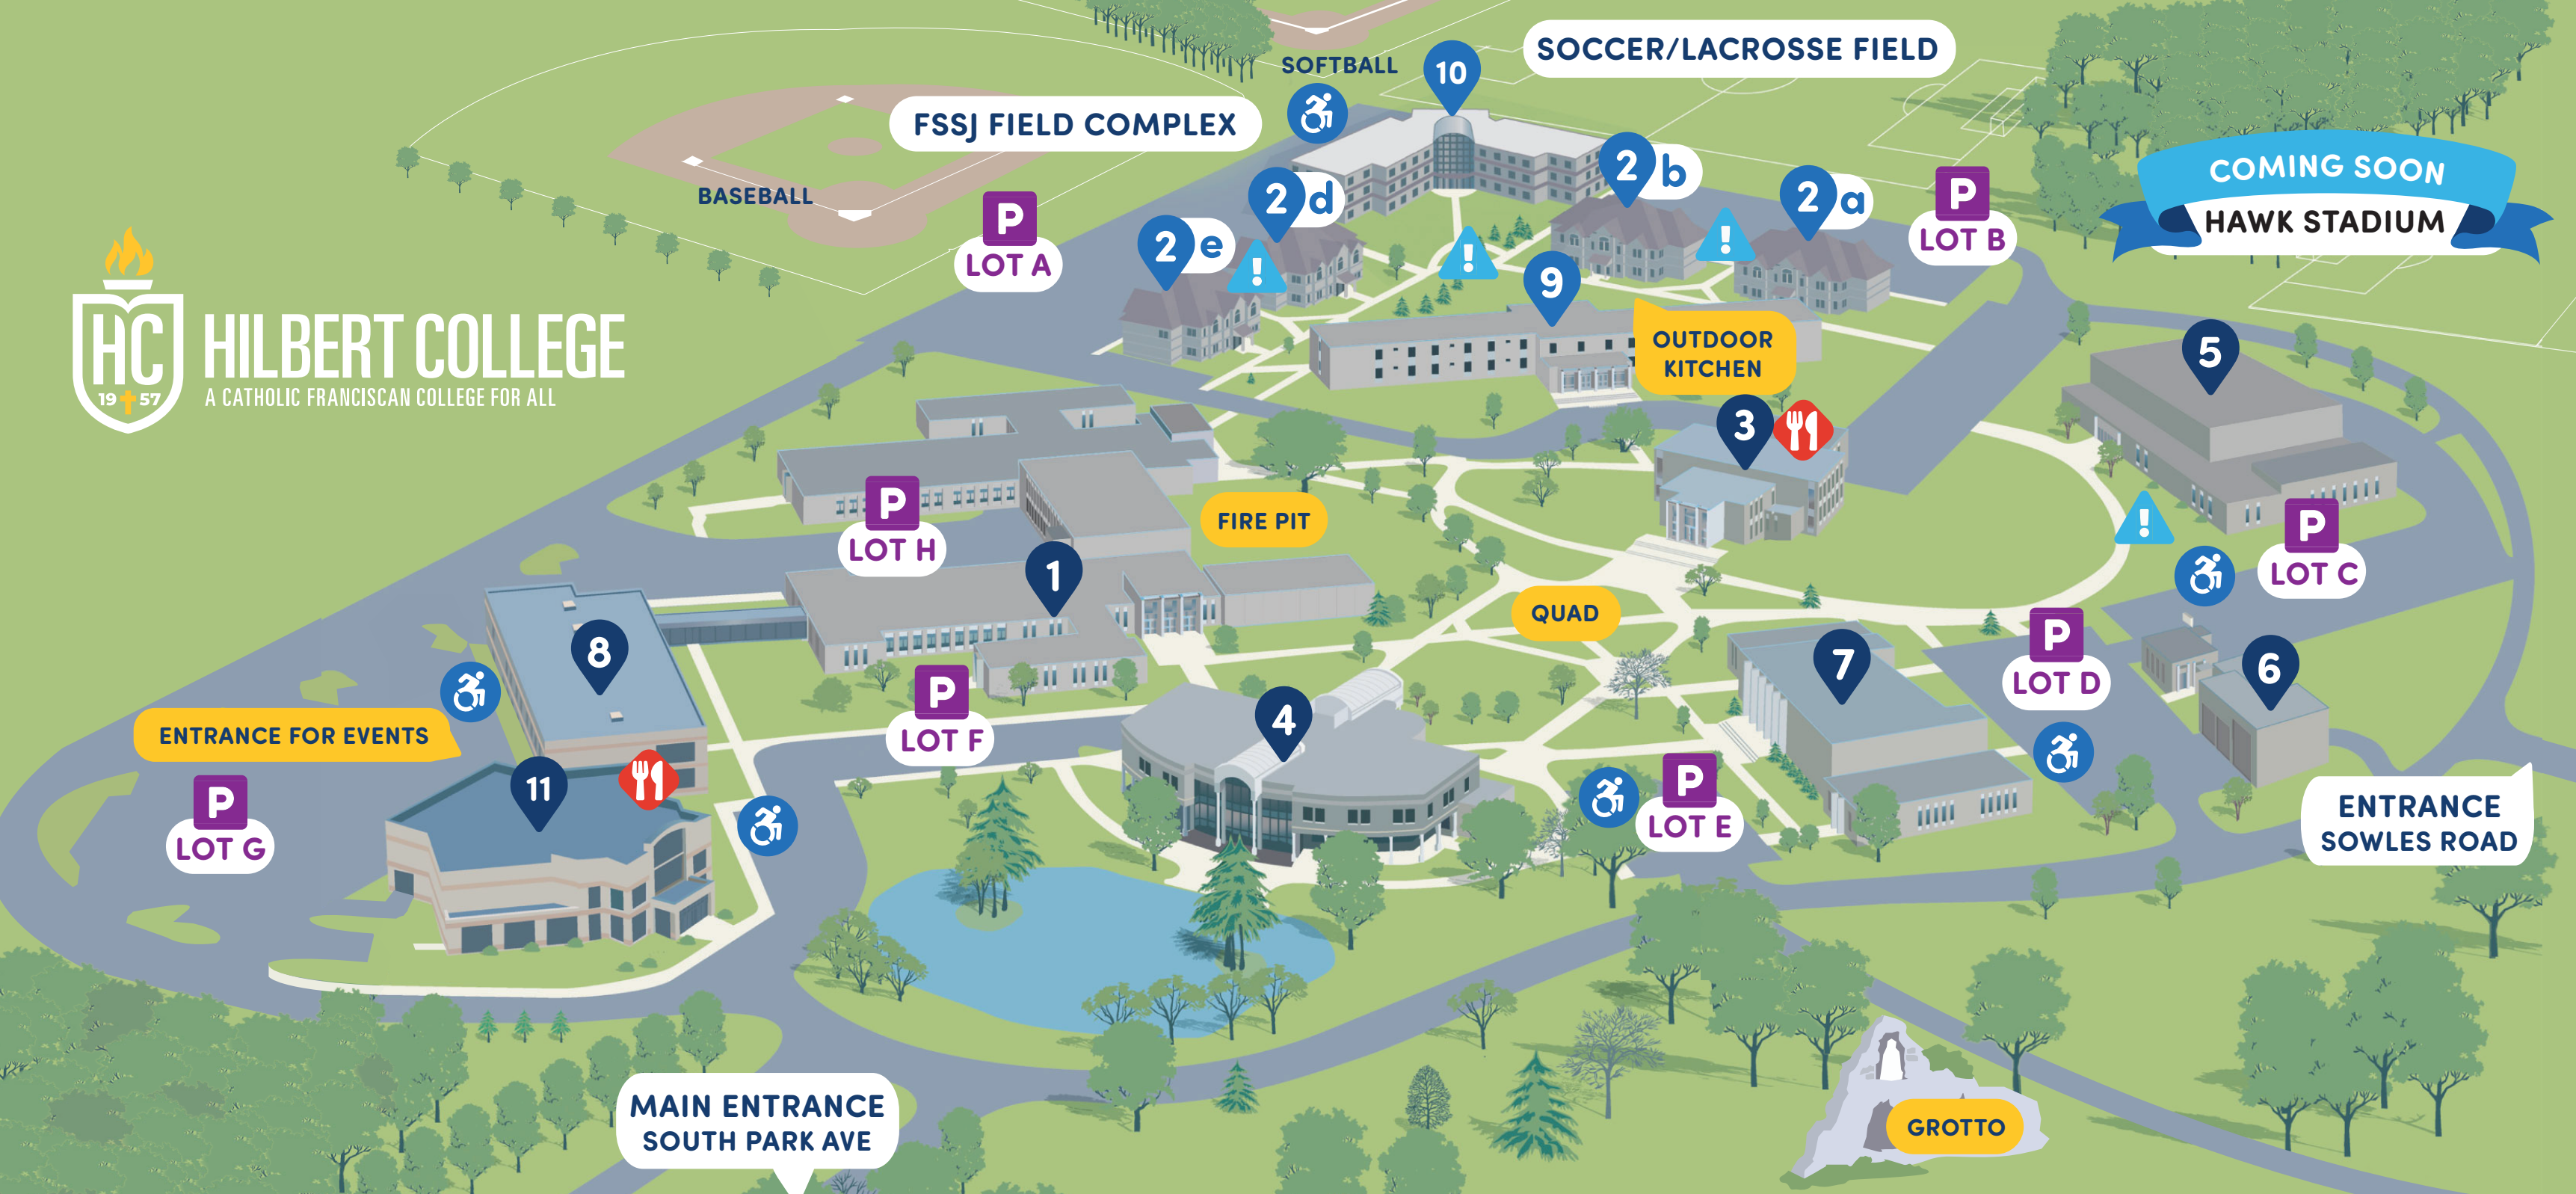 SOCCER/LACROSSE FIELD
SOFTBALL
10
FSSJ FIELD COMPLEX
COMING SOON
HAWK STADIUM
BASEBALL
2 b
2 d
2 a
2 e
P
LOT A
P
LOT B
HC
19 57
HILBERT COLLEGE
A CATHOLIC FRANCISCAN COLLEGE FOR ALL
!
!
!
9
OUTDOOR
KITCHEN
5
3
P
LOT H
FIRE PIT
!
P
LOT C
1
QUAD
8
7
P
LOT D
6
P
LOT F
4
ENTRANCE FOR EVENTS
11
P
LOT G
P
LOT E
ENTRANCE
SOWLES ROAD
MAIN ENTRANCE
SOUTH PARK AVE
GROTTO